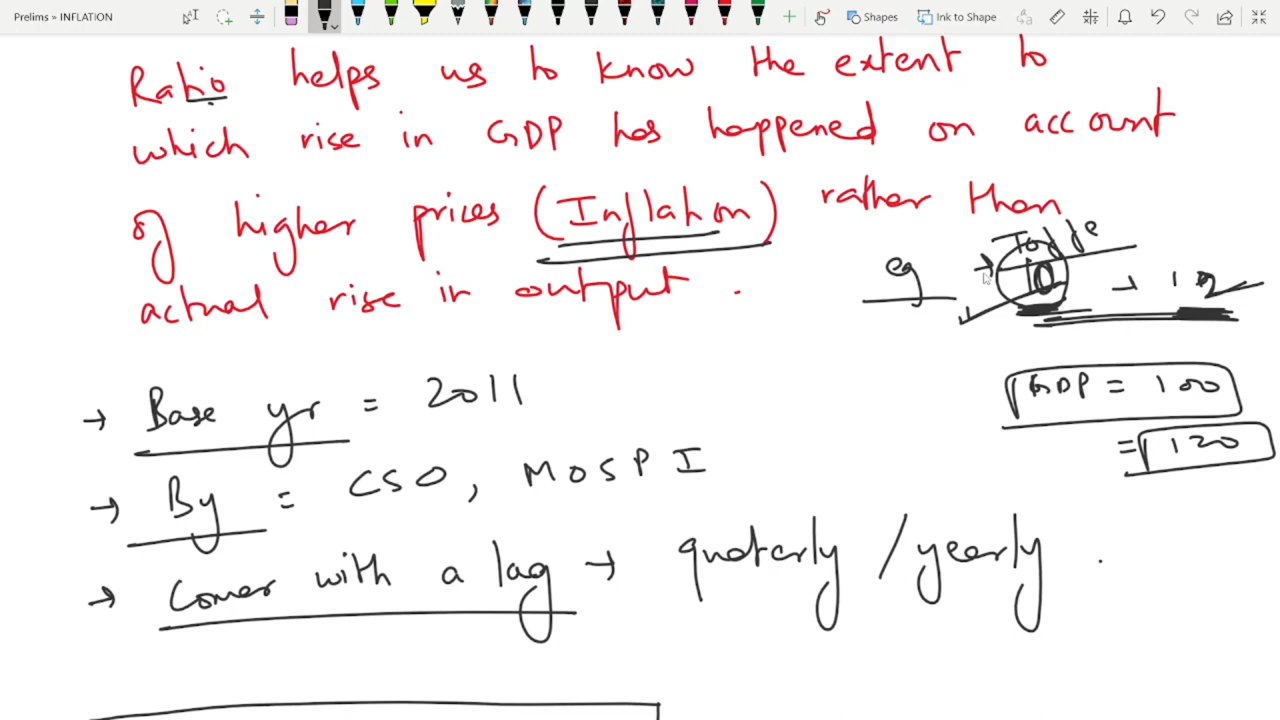 Prelims » INFLATION
Shapes
Ink to Shape
Ratio helps us to know the extent to
which rise in GDP has happened on account
of higher prices (Inflation) rather than
actual rise in output.
eg → 10 →
GDP = 100
= 120
→ Base yr = 2011
→ By = CSO, MOSPI
→ Comes with a lag → quaterly / yearly.